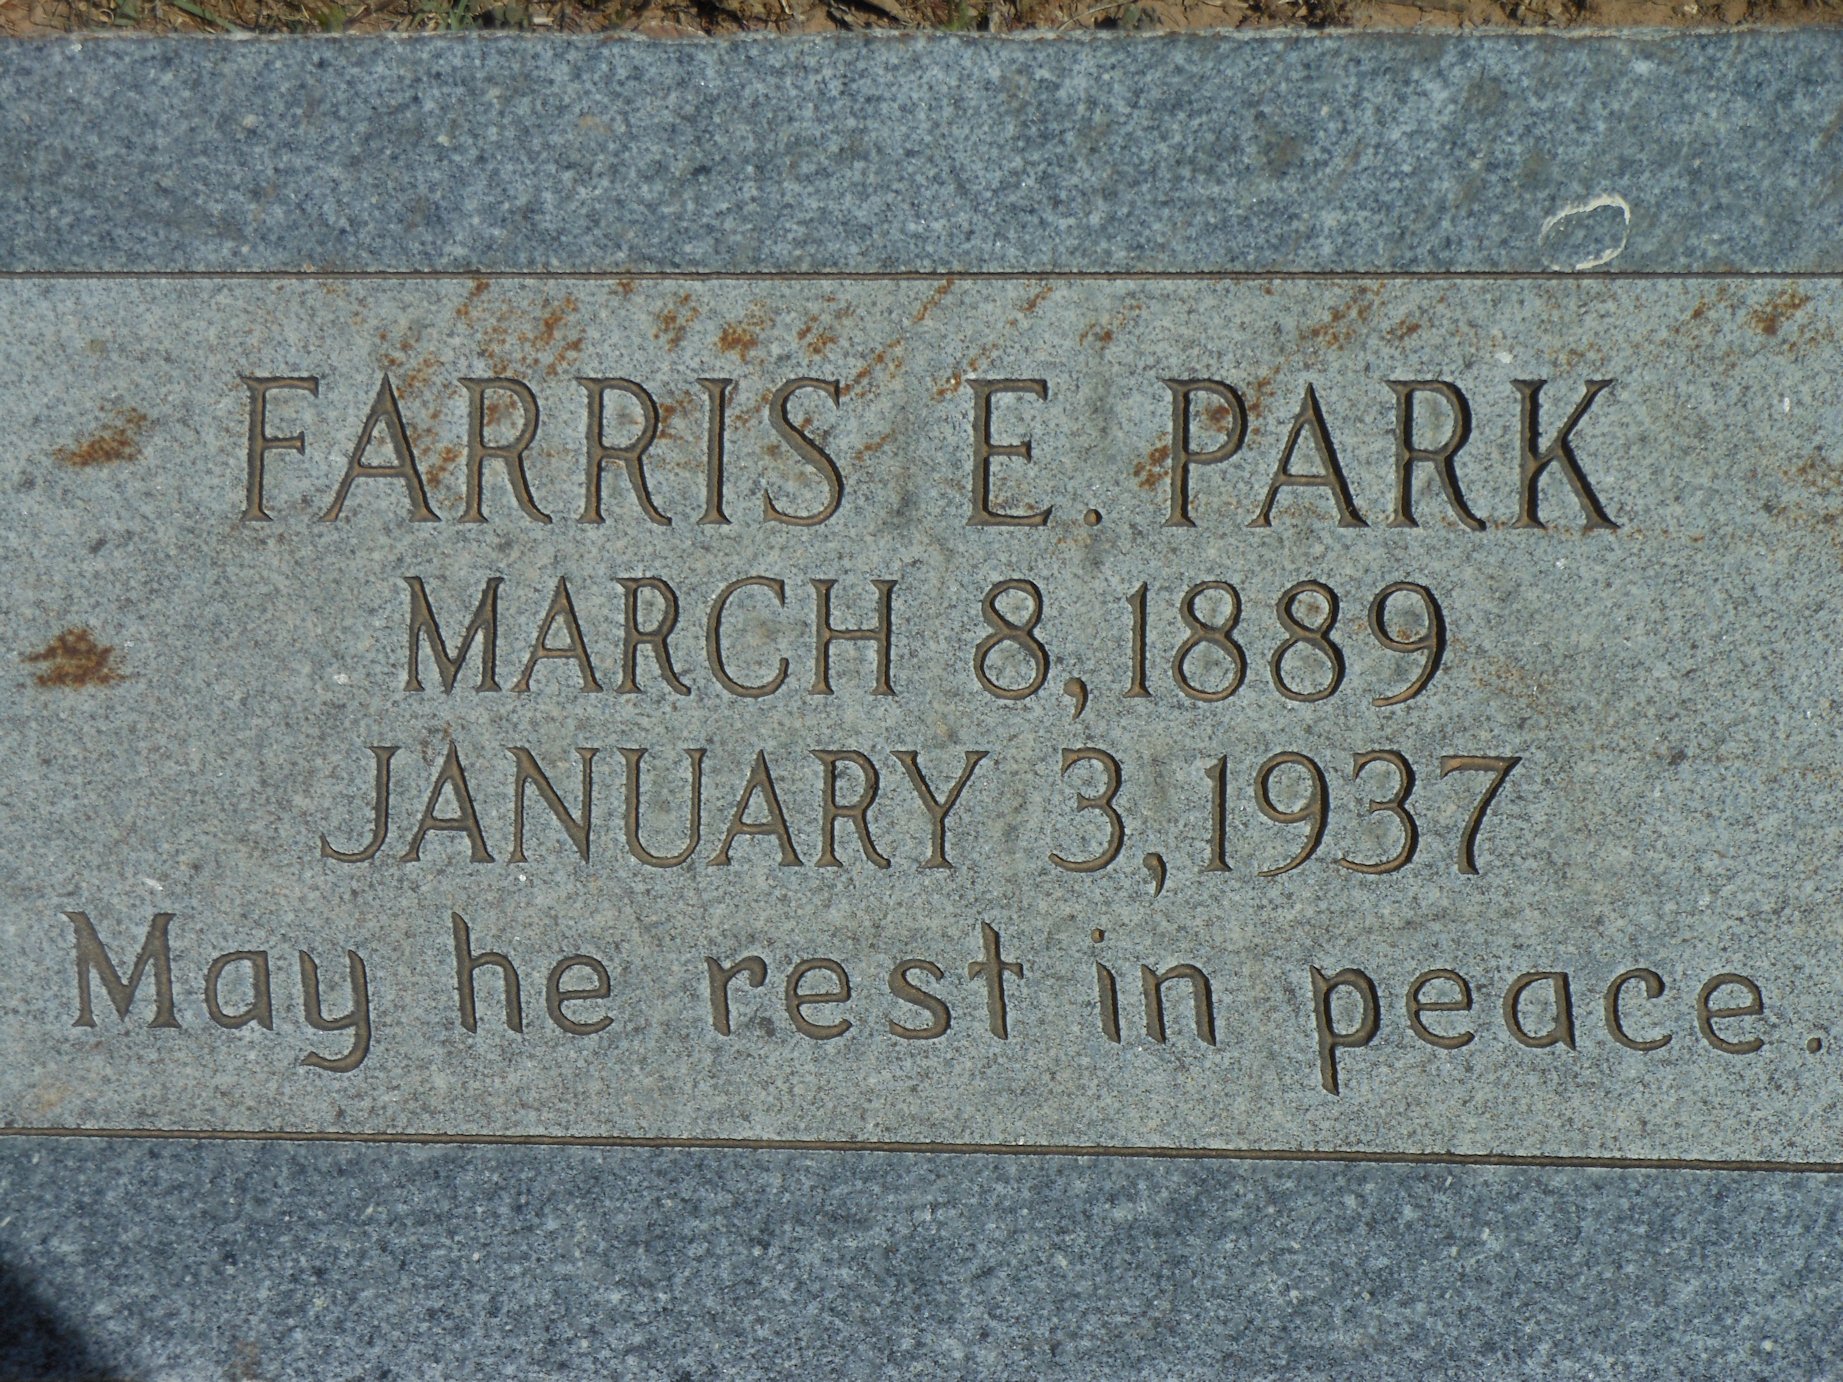 FARRIS E. PARK
MARCH 8, 1889
JANUARY 3, 1937
May he rest in peace.